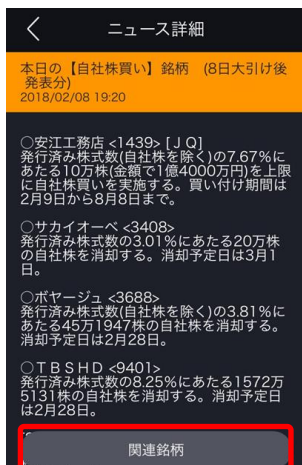 ニュース詳細
本日の【自社株買い】銘柄 (8日大引け後
発表分)
2018/02/08 19:20
○安江工務店 <1439> [ＪＱ]
発行済み株式数(自社株を除く)の7.67%に
あたる10万株(金額で1億4000万円)を上限
に自社株買いを実施する。買い付け期間は
2月9日から8月8日まで。
○サカイオーベ <3408>
発行済み株式数の3.01%にあたる20万株
の自社株を消却する。消却予定日は3月1
日。
○ボヤージュ <3688>
発行済み株式数(自社株を除く)の3.81%に
あたる45万1947株の自社株を消却する。
消却予定日は2月28日。
○ＴＢＳＨＤ <9401>
発行済み株式数の8.25%にあたる1572万
5131株の自社株を消却する。消却予定日
は2月28日。
関連銘柄